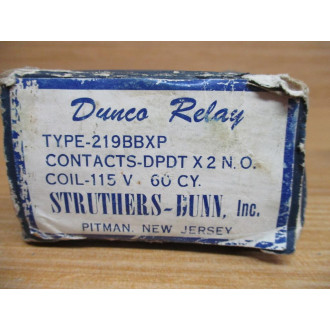 Dunco Relay
TYPE-219BBXP
CONTACTS-DPDT X 2 N.O.
COIL-115 V. 60 CY.
STRUTHERS-DUNN, Inc.
PITMAN, NEW JERSEY